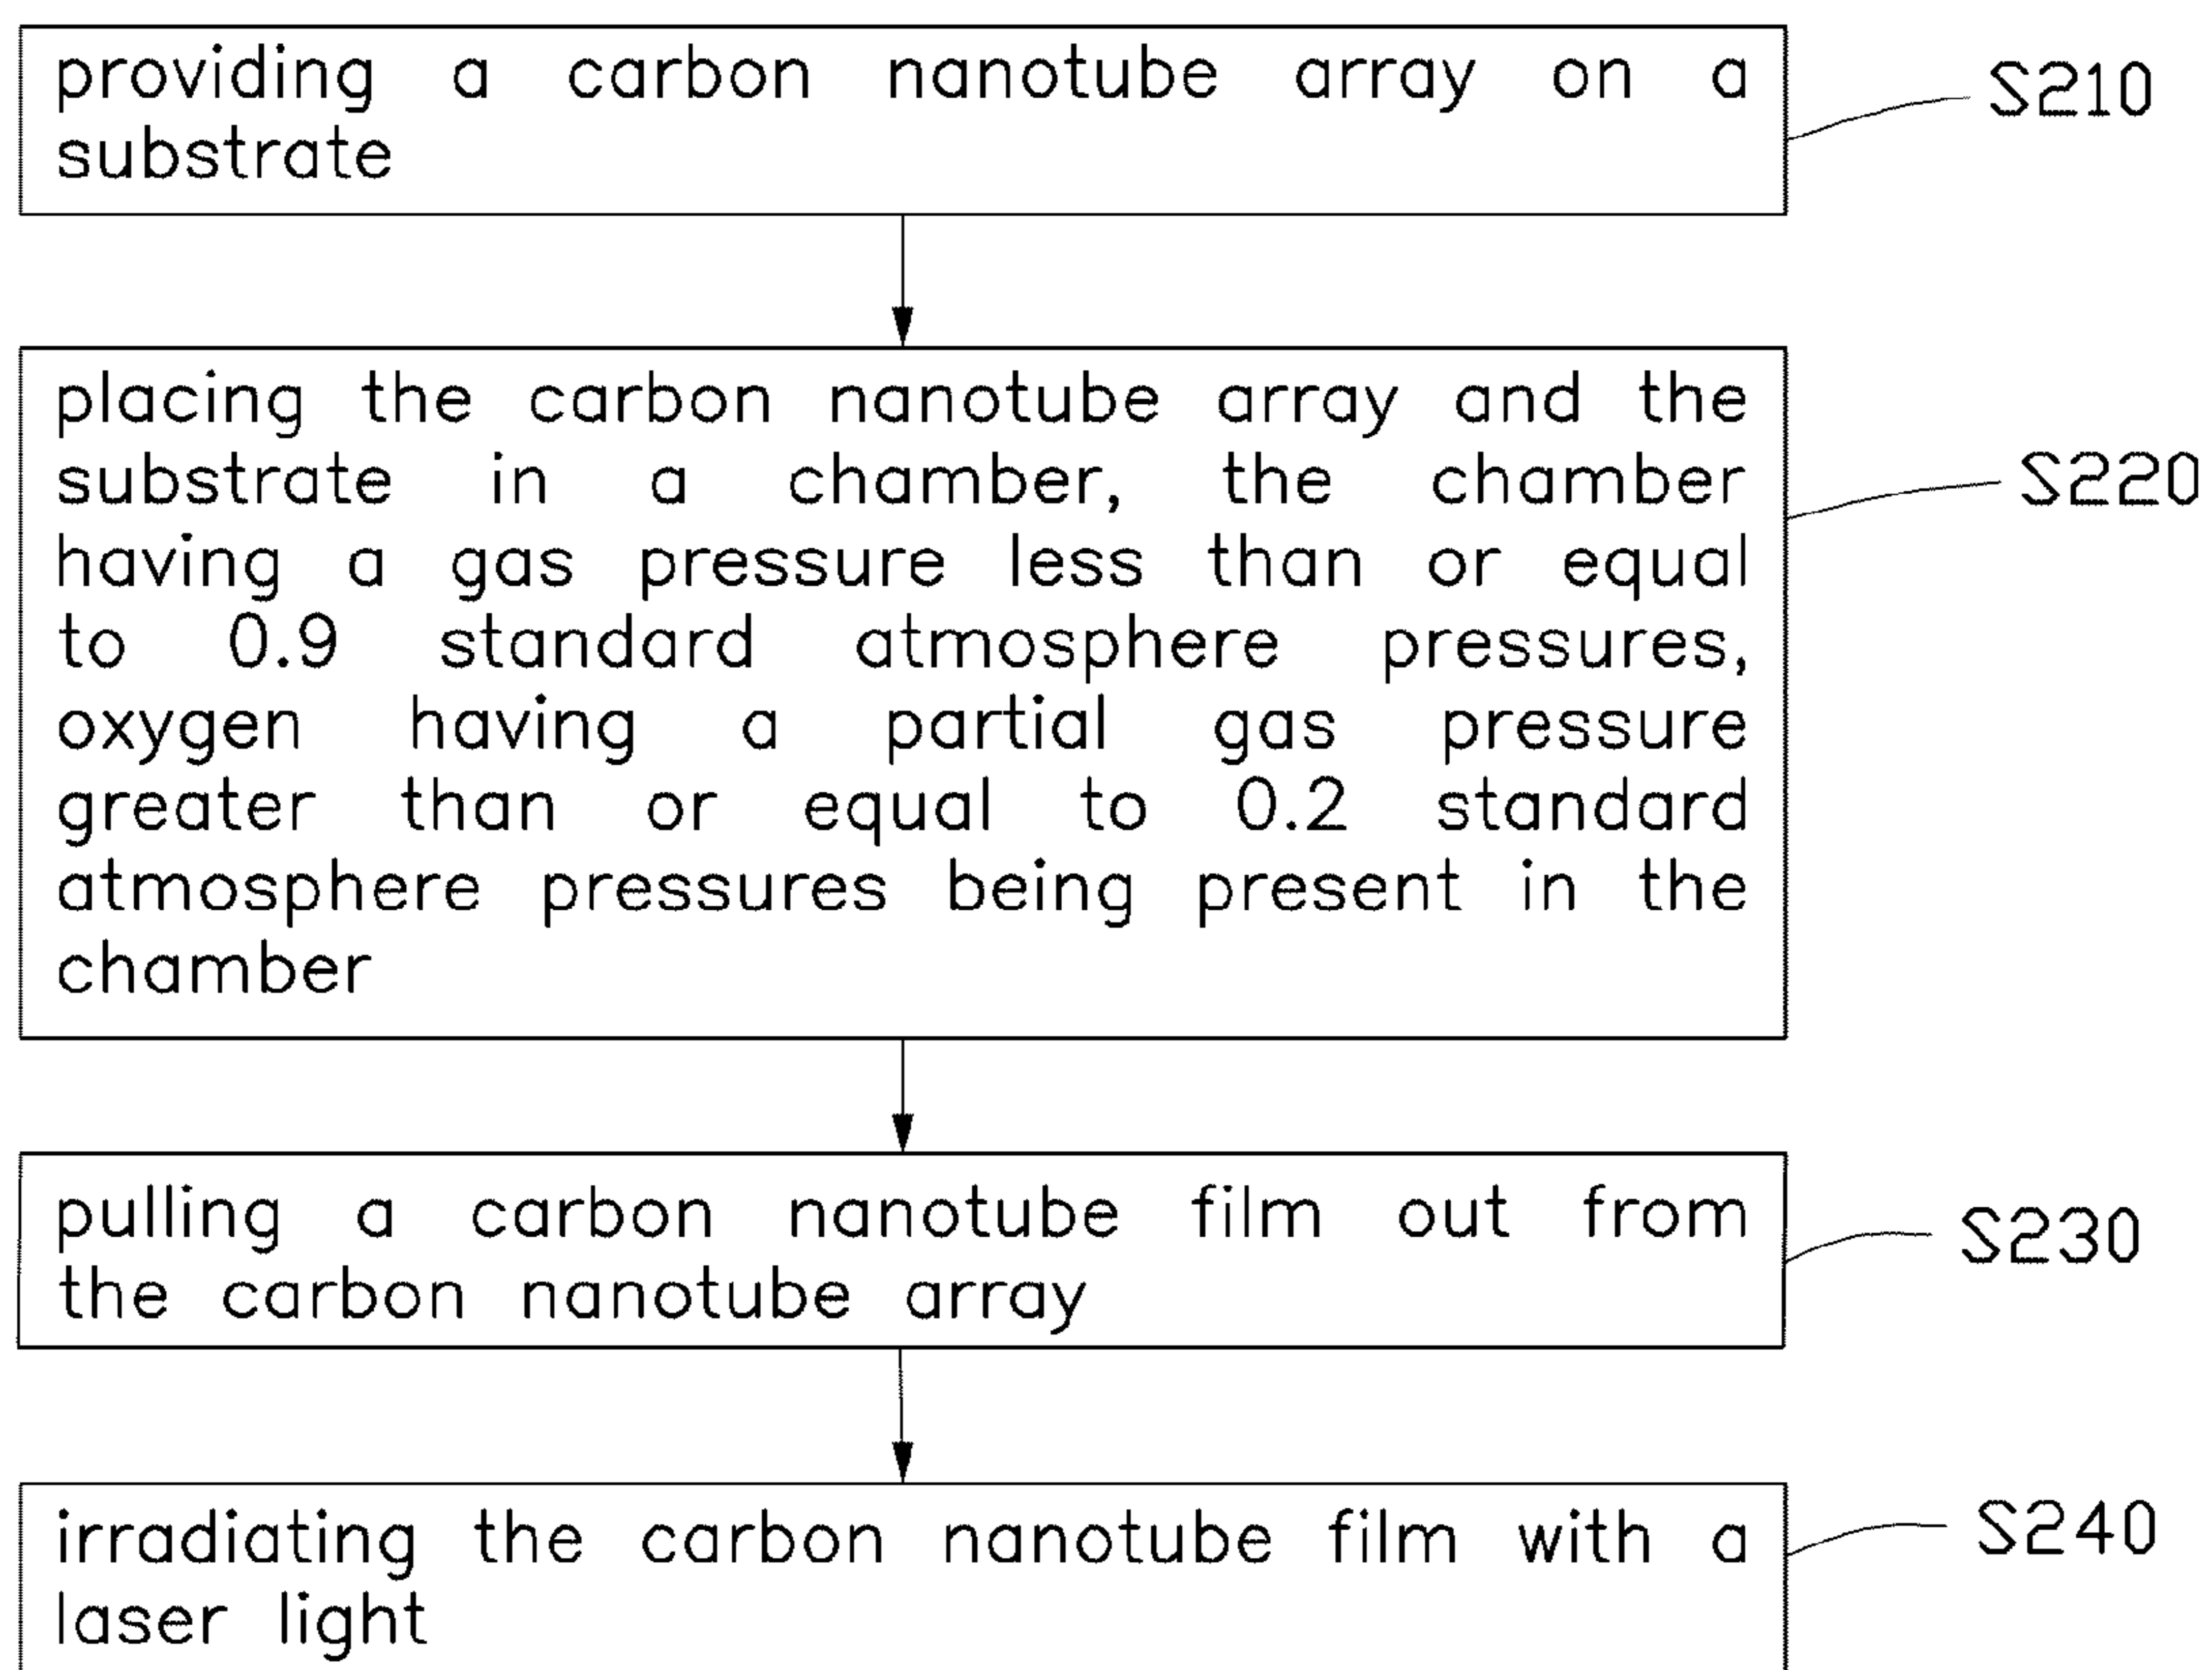 providing a carbon nanotube array on a
substrate
S210
placing the carbon nanotube array and the
substrate in a chamber, the chamber
having a gas pressure less than or equal
to 0.9 standard atmosphere pressures,
oxygen having a partial gas pressure
greater than or equal to 0.2 standard
atmosphere pressures being present in the
chamber
S220
pulling a carbon nanotube film out from
the carbon nanotube array
S230
irradiating the carbon nanotube film with a
laser light
S240